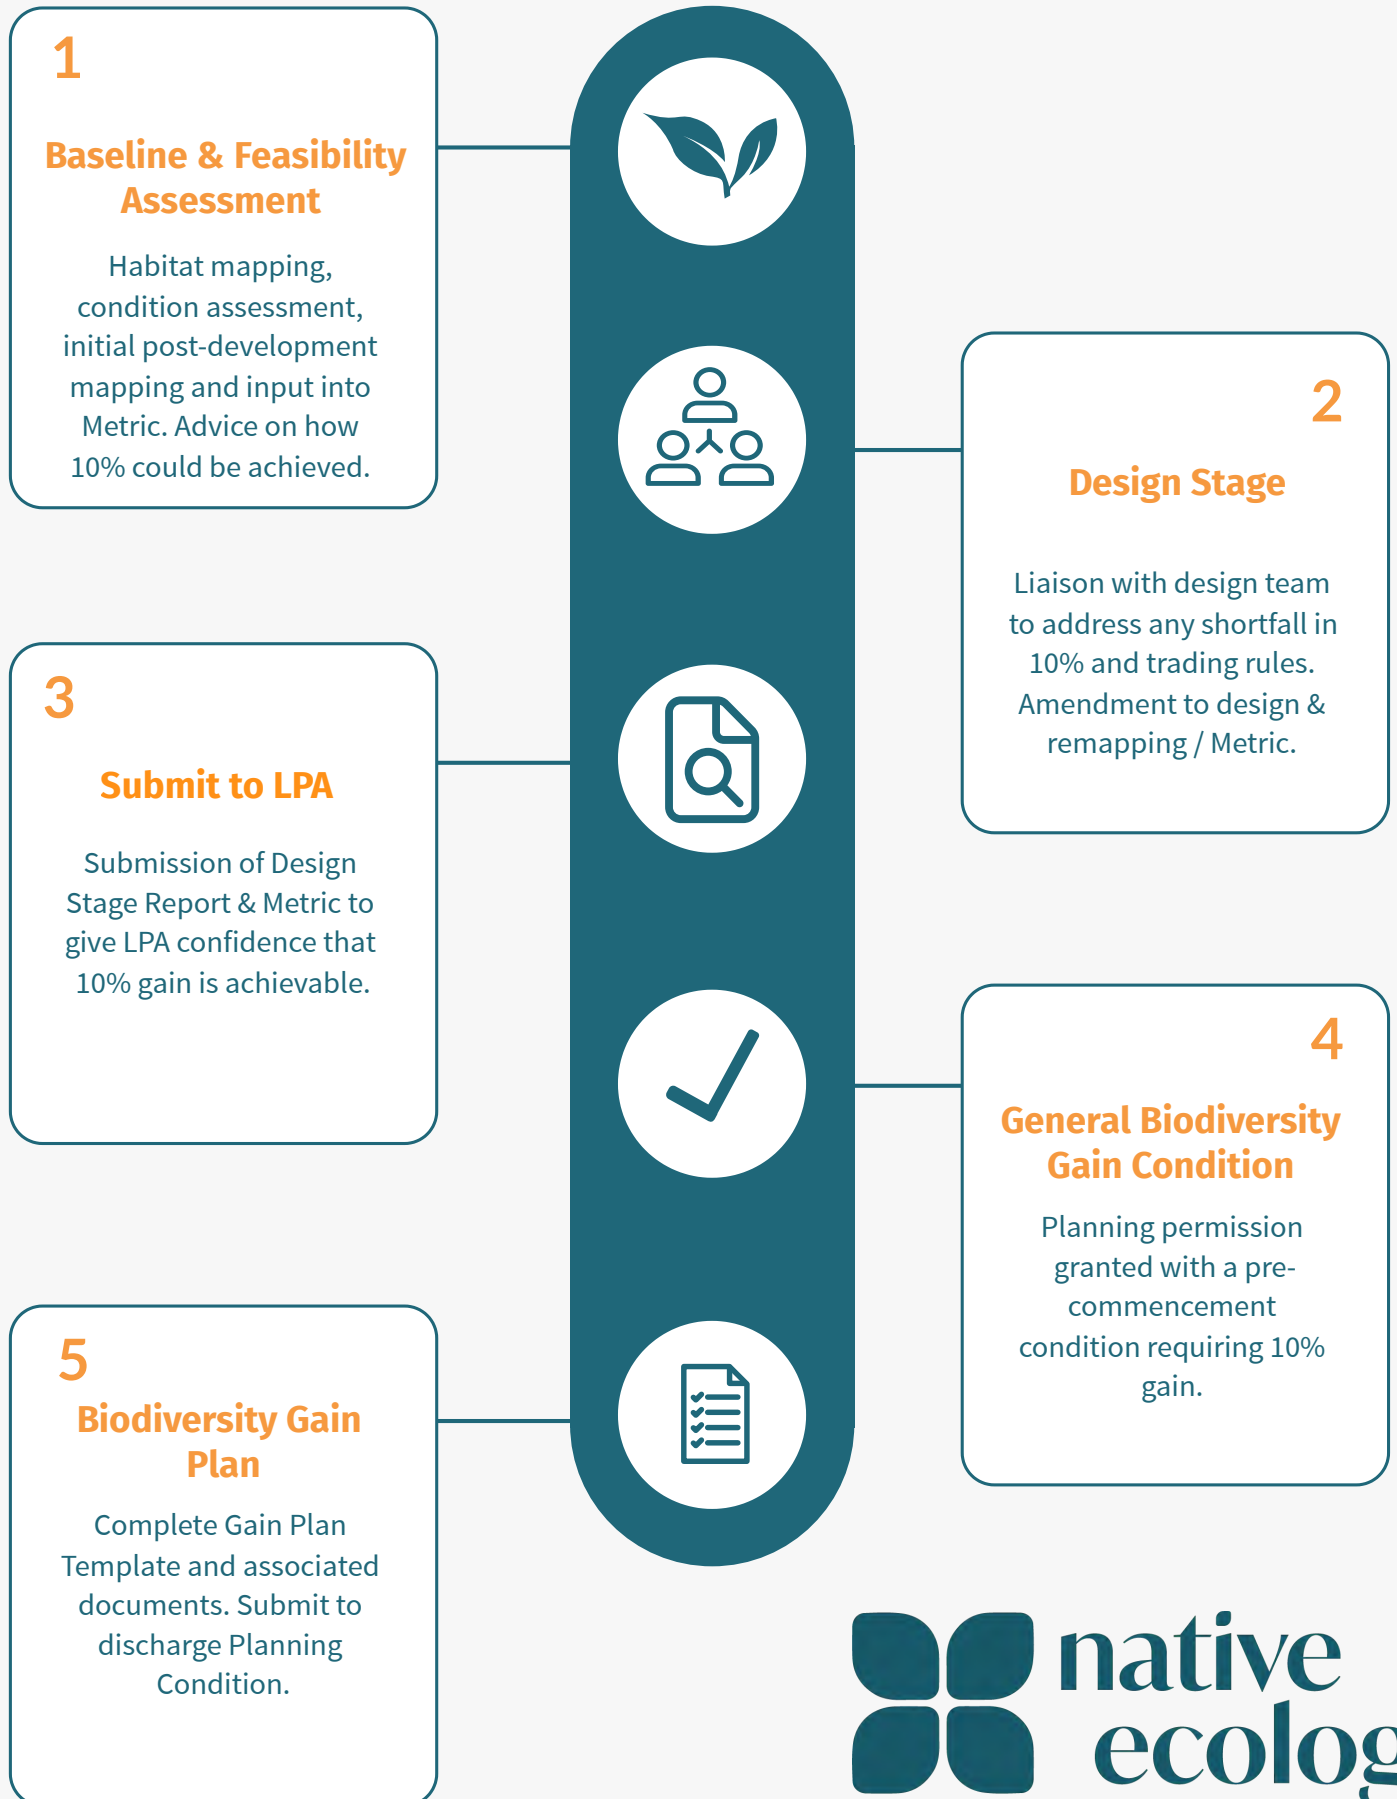 1
Baseline & Feasibility
Assessment
Habitat mapping,
condition assessment,
initial post-development
mapping and input into
Metric. Advice on how
10% could be achieved.
2
Design Stage
Liaison with design team
to address any shortfall in
10% and trading rules.
Amendment to design &
remapping / Metric.
3
Submit to LPA
Submission of Design
Stage Report & Metric to
give LPA confidence that
10% gain is achievable.
4
General Biodiversity
Gain Condition
Planning permission
granted with a pre-
commencement
condition requiring 10%
gain.
5
Biodiversity Gain
Plan
Complete Gain Plan
Template and associated
documents. Submit to
discharge Planning
Condition.
native
ecolog